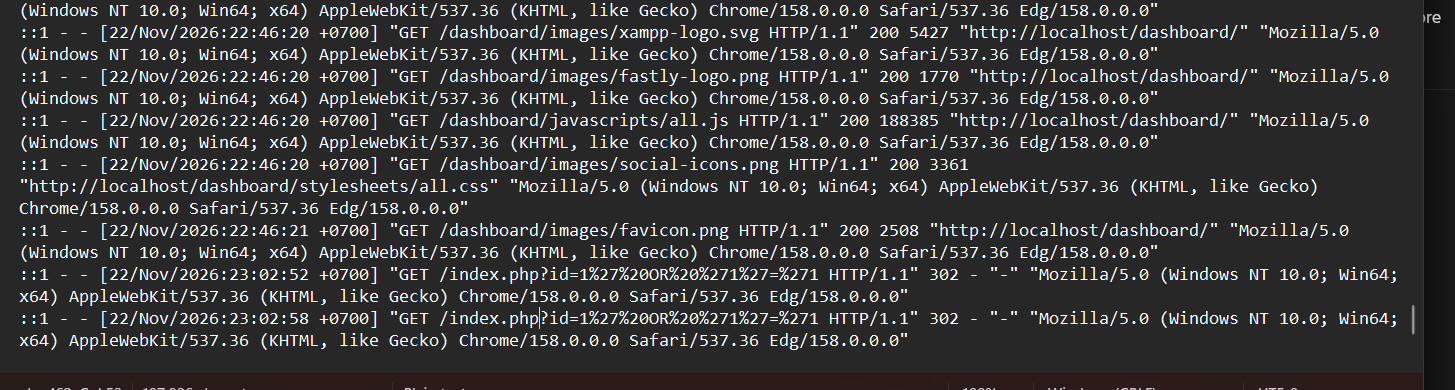 (Windows NT 10.0; Win64; x64) AppleWebKit/537.36 (KHTML, like Gecko) Chrome/158.0.0.0 Safari/537.36 Edg/158.0.0.0"
::1 - - [22/Nov/2026:22:46:20 +0700] "GET /dashboard/images/xampp-logo.svg HTTP/1.1" 200 5427 "http://localhost/dashboard/" "Mozilla/5.0
(Windows NT 10.0; Win64; x64) AppleWebKit/537.36 (KHTML, like Gecko) Chrome/158.0.0.0 Safari/537.36 Edg/158.0.0.0"
::1 - - [22/Nov/2026:22:46:20 +0700] "GET /dashboard/images/fastly-logo.png HTTP/1.1" 200 1770 "http://localhost/dashboard/" "Mozilla/5.0
(Windows NT 10.0; Win64; x64) AppleWebKit/537.36 (KHTML, like Gecko) Chrome/158.0.0.0 Safari/537.36 Edg/158.0.0.0"
::1 - - [22/Nov/2026:22:46:20 +0700] "GET /dashboard/javascripts/all.js HTTP/1.1" 200 188385 "http://localhost/dashboard/" "Mozilla/5.0
(Windows NT 10.0; Win64; x64) AppleWebKit/537.36 (KHTML, like Gecko) Chrome/158.0.0.0 Safari/537.36 Edg/158.0.0.0"
::1 - - [22/Nov/2026:22:46:20 +0700] "GET /dashboard/images/social-icons.png HTTP/1.1" 200 3361
"http://localhost/dashboard/stylesheets/all.css" "Mozilla/5.0 (Windows NT 10.0; Win64; x64) AppleWebKit/537.36 (KHTML, like Gecko)
Chrome/158.0.0.0 Safari/537.36 Edg/158.0.0.0"
::1 - - [22/Nov/2026:22:46:21 +0700] "GET /dashboard/images/favicon.png HTTP/1.1" 200 2508 "http://localhost/dashboard/" "Mozilla/5.0
(Windows NT 10.0; Win64; x64) AppleWebKit/537.36 (KHTML, like Gecko) Chrome/158.0.0.0 Safari/537.36 Edg/158.0.0.0"
::1 - - [22/Nov/2026:23:02:52 +0700] "GET /index.php?id=1%27%20OR%20%271%27=%271 HTTP/1.1" 302 - "-" "Mozilla/5.0 (Windows NT 10.0; Win64;
x64) AppleWebKit/537.36 (KHTML, like Gecko) Chrome/158.0.0.0 Safari/537.36 Edg/158.0.0.0"
::1 - - [22/Nov/2026:23:02:58 +0700] "GET /index.php?id=1%27%20OR%20%271%27=%271 HTTP/1.1" 302 - "-" "Mozilla/5.0 (Windows NT 10.0; Win64;
x64) AppleWebKit/537.36 (KHTML, like Gecko) Chrome/158.0.0.0 Safari/537.36 Edg/158.0.0.0"